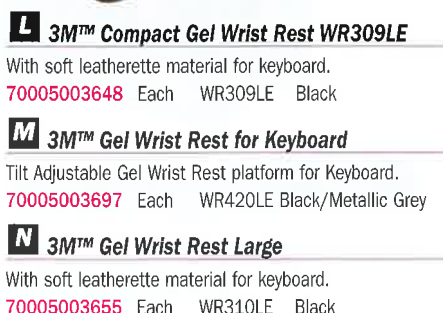 L 3M™ Compact Gel Wrist Rest WR309LE
With soft leatherette material for keyboard.
70005003648 Each WR309LE Black
M 3M™ Gel Wrist Rest for Keyboard
Tilt Adjustable Gel Wrist Rest platform for Keyboard.
70005003697 Each WR420LE Black/Metallic Grey
N 3M™ Gel Wrist Rest Large
With soft leatherette material for keyboard.
70005003655 Each WR310LE Black